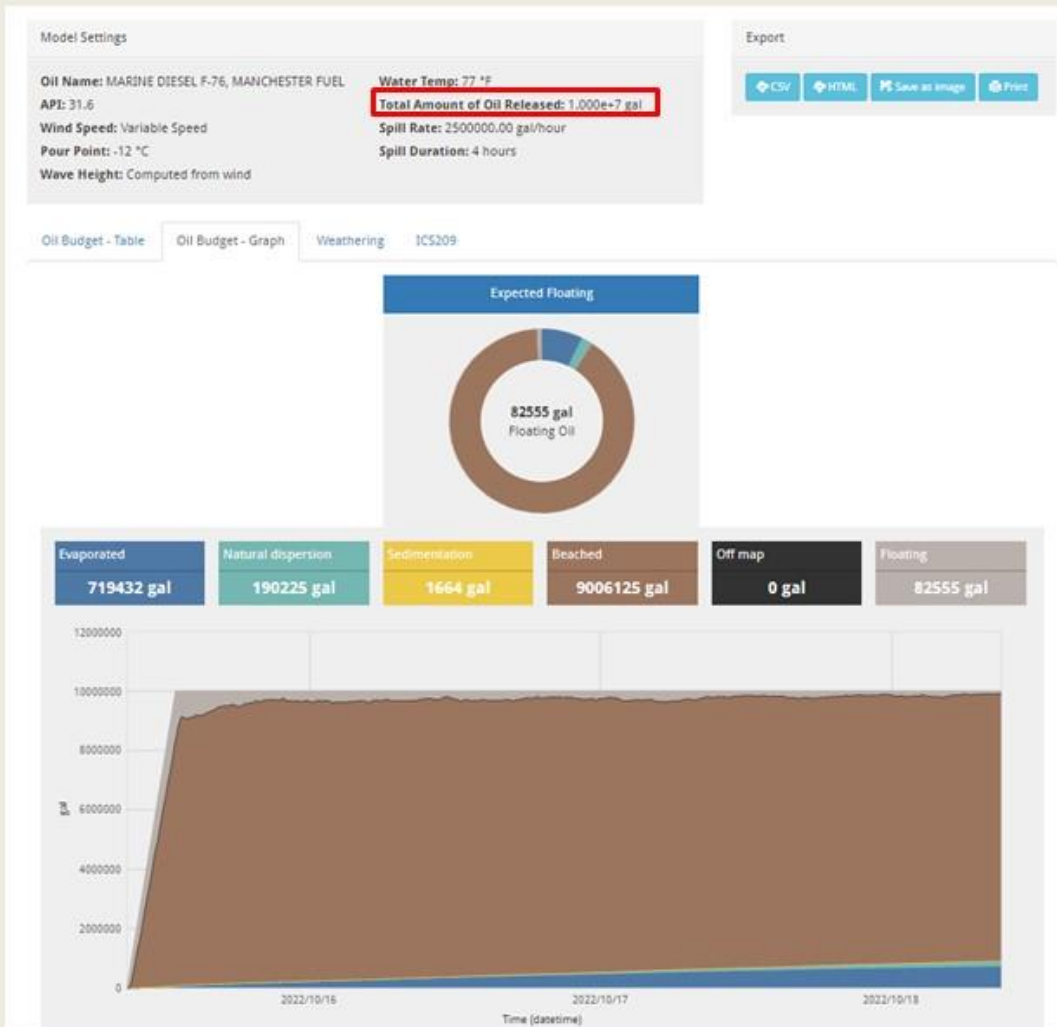 Model Settings
Oil Name: MARINE DIESEL F-76, MANCHESTER FUEL
API: 31.6
Wind Speed: Variable Speed
Pour Point: -12 °C
Wave Height: Computed from wind
Water Temp: 77 °F
Total Amount of Oil Released: 1.000e+7 gal
Spill Rate: 2500000.00 gal/hour
Spill Duration: 4 hours
Export
CSV HTML Save as image Print
Oil Budget - Table Oil Budget - Graph Weathering ICS209
Expected Floating
82555 gal
Floating Oil
Evaporated Natural dispersion Sedimentation Beached Off map Floating
719432 gal 190225 gal 1664 gal 9006125 gal 0 gal 82555 gal
12000000
10000000
8000000
6000000
4000000
2000000
0
gal
2022/10/16 2022/10/17 2022/10/18
Time (datetime)